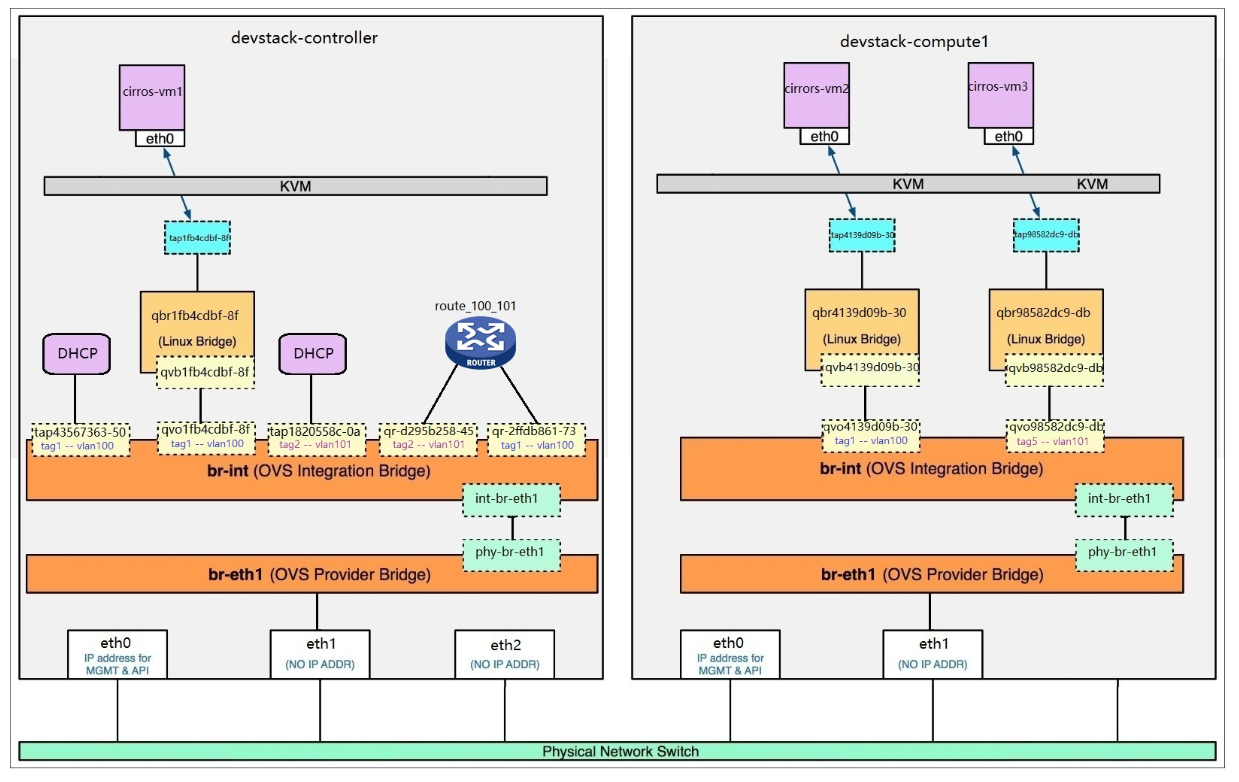 devstack-controller
cirros-vm1
eth0
KVM
tap1fb4cdbf-8f
qbr1fb4cdbf-8f
(Linux Bridge)
qvb1fb4cdbf-8f
DHCP
DHCP
route_100_101
ROUTER
tap43567363-50
tag1 -- vlan100
qvo1fb4cdbf-8f
tag1 -- vlan100
tap1820558c-0a
tag2 -- vlan101
qr-d295b258-45
tag2 -- vlan101
qr-2ffdb861-73
tag1 -- vlan100
br-int (OVS Integration Bridge)
int-br-eth1
phy-br-eth1
br-eth1 (OVS Provider Bridge)
eth0
IP address for
MGMT & API
eth1
(NO IP ADDR)
eth2
(NO IP ADDR)
devstack-compute1
cirrors-vm2
eth0
cirros-vm3
eth0
KVM
KVM
tap4139d09b-30
tap98582dc9-db
qbr4139d09b-30
(Linux Bridge)
qvb4139d09b-30
qbr98582dc9-db
(Linux Bridge)
qvb98582dc9-db
qvo4139d09b-30
tag1 -- vlan100
qvo98582dc9-db
tag5 -- vlan101
br-int (OVS Integration Bridge)
int-br-eth1
phy-br-eth1
br-eth1 (OVS Provider Bridge)
eth0
IP address for
MGMT & API
eth1
(NO IP ADDR)
Physical Network Switch